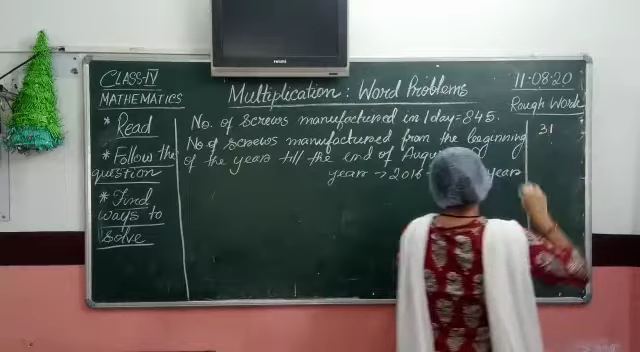 PHILIPS
CLASS-IV
MATHEMATICS
* Read
* Follow the
question
* Find
ways to
solve
Multiplication : Word Problems
No. of screws manufactured in 1 day = 845.
No of screws manufactured from the beginning
of the year till the end of
year → 2016
year
11-08-20
Rough Work
31